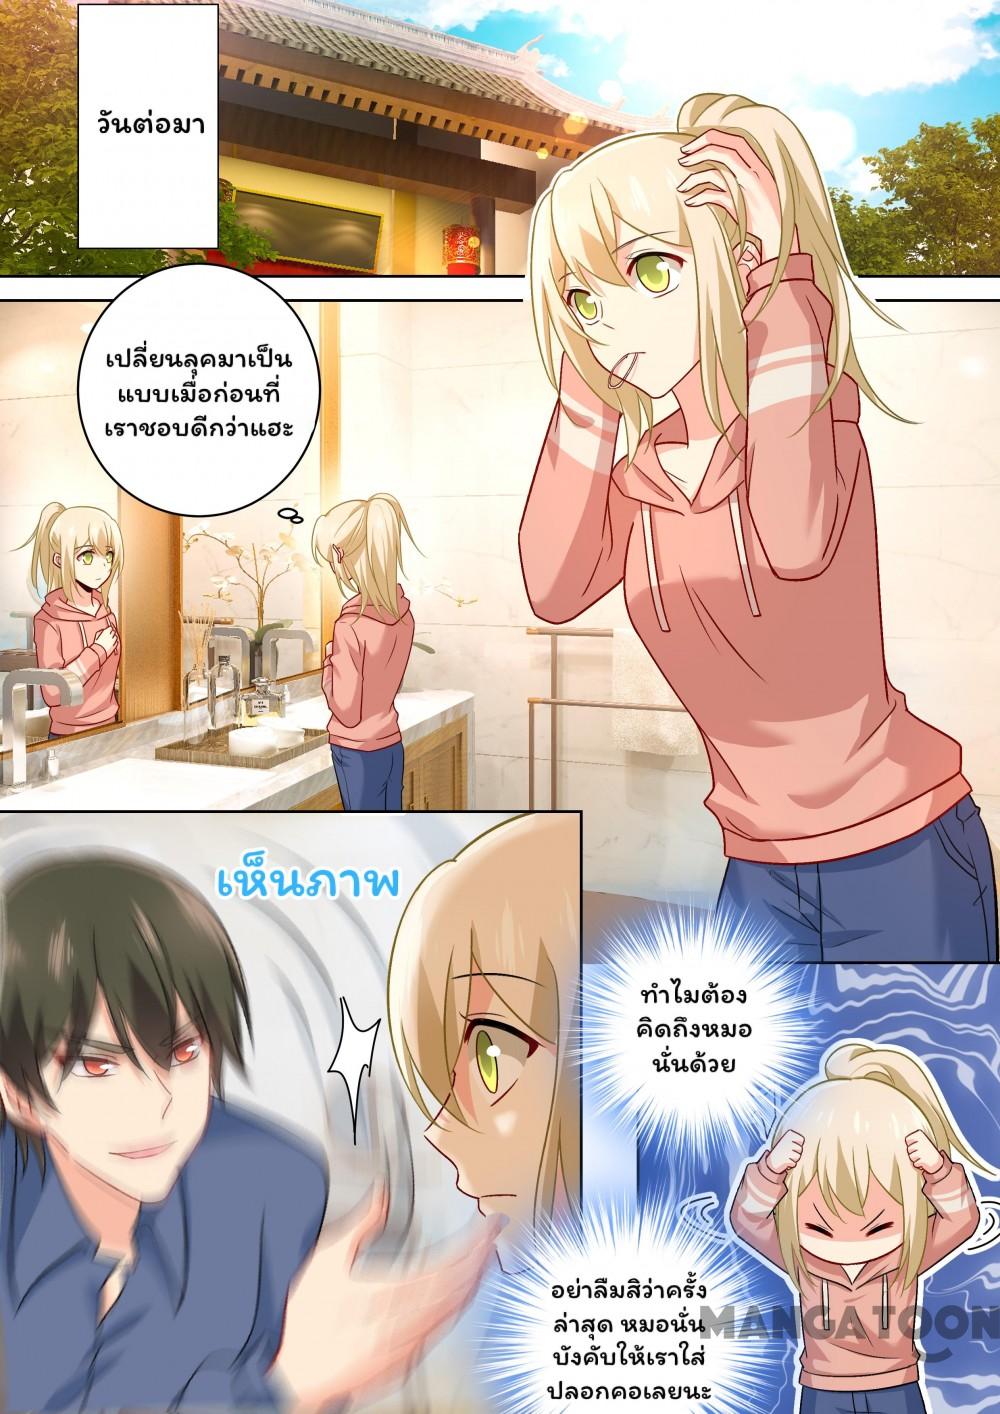 วันต่อมา
เปลี่ยนลุคมาเป็น
แบบเมื่อก่อนที่
เราชอบดีกว่าแฮะ
เห็นภาพ
ทำไมต้อง
คิดถึงหมอ
นั่นด้วย
อย่าลืมสิว่าครั้ง
ล่าสุด หมอนั่น
บังคับให้เราใส่
ปลอกคอเลยนะ
MANGATOON